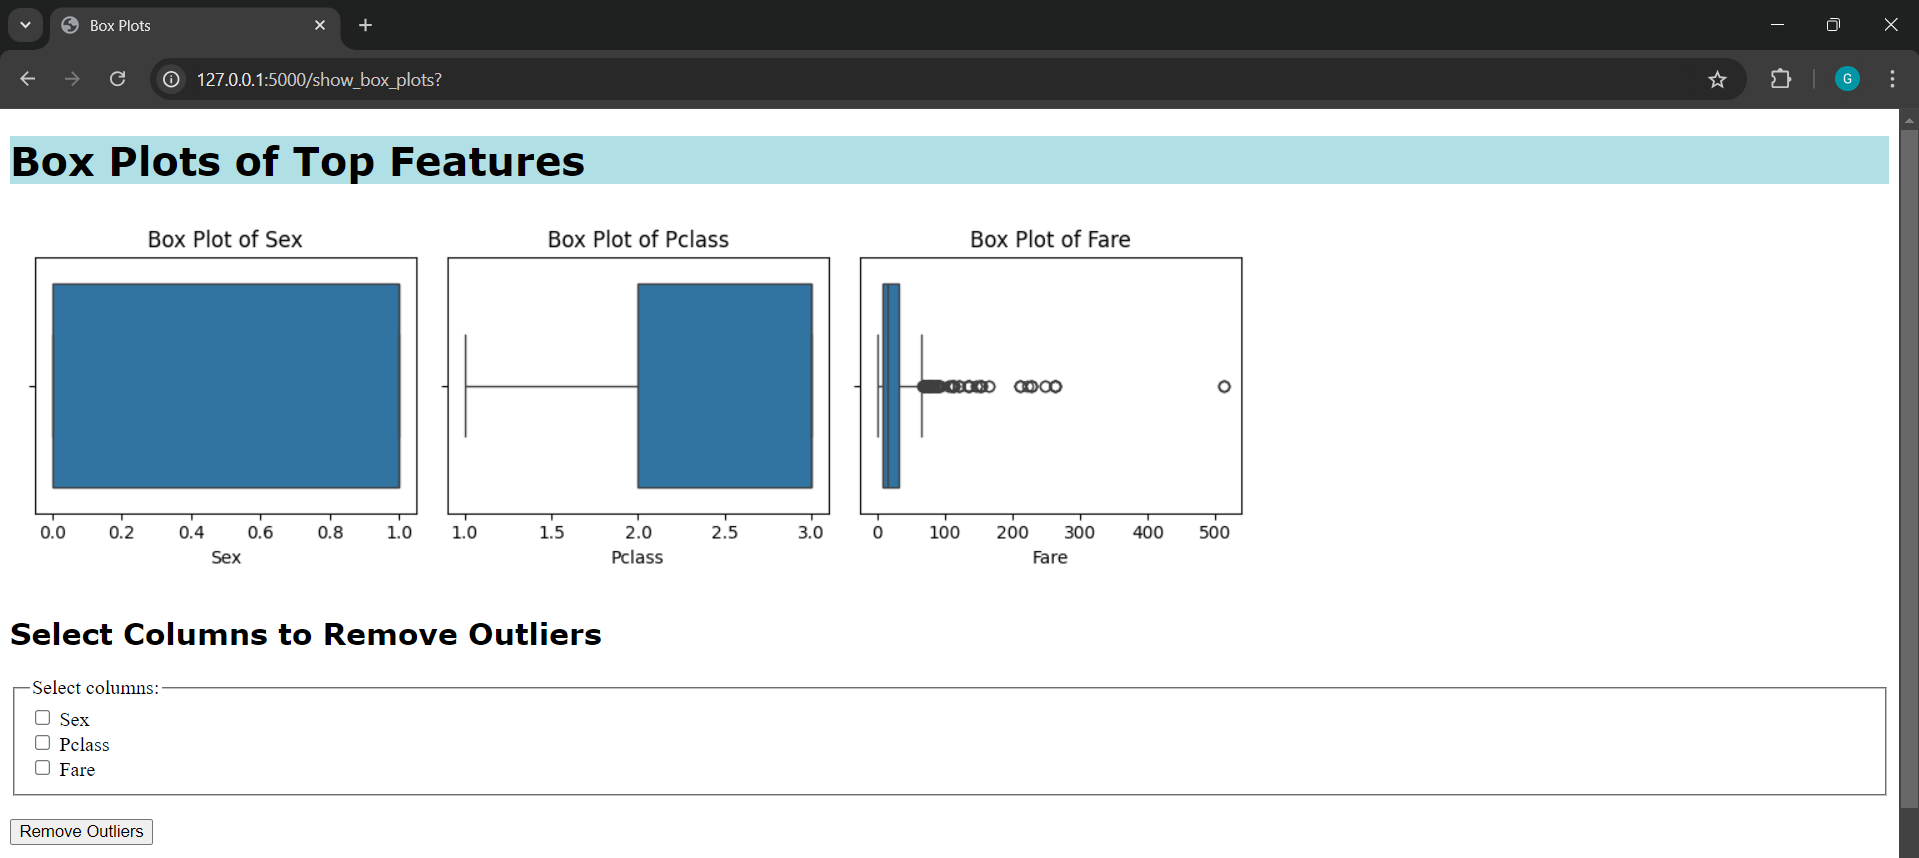 Box Plots
127.0.0.1:5000/show_box_plots?
G
Box Plots of Top Features
Box Plot of Sex
Box Plot of Pclass
Box Plot of Fare
0.0 0.2 0.4 0.6 0.8 1.0
1.0 1.5 2.0 2.5 3.0
0 100 200 300 400 500
Sex
Pclass
Fare
Select Columns to Remove Outliers
Select columns:
Sex
Pclass
Fare
Remove Outliers